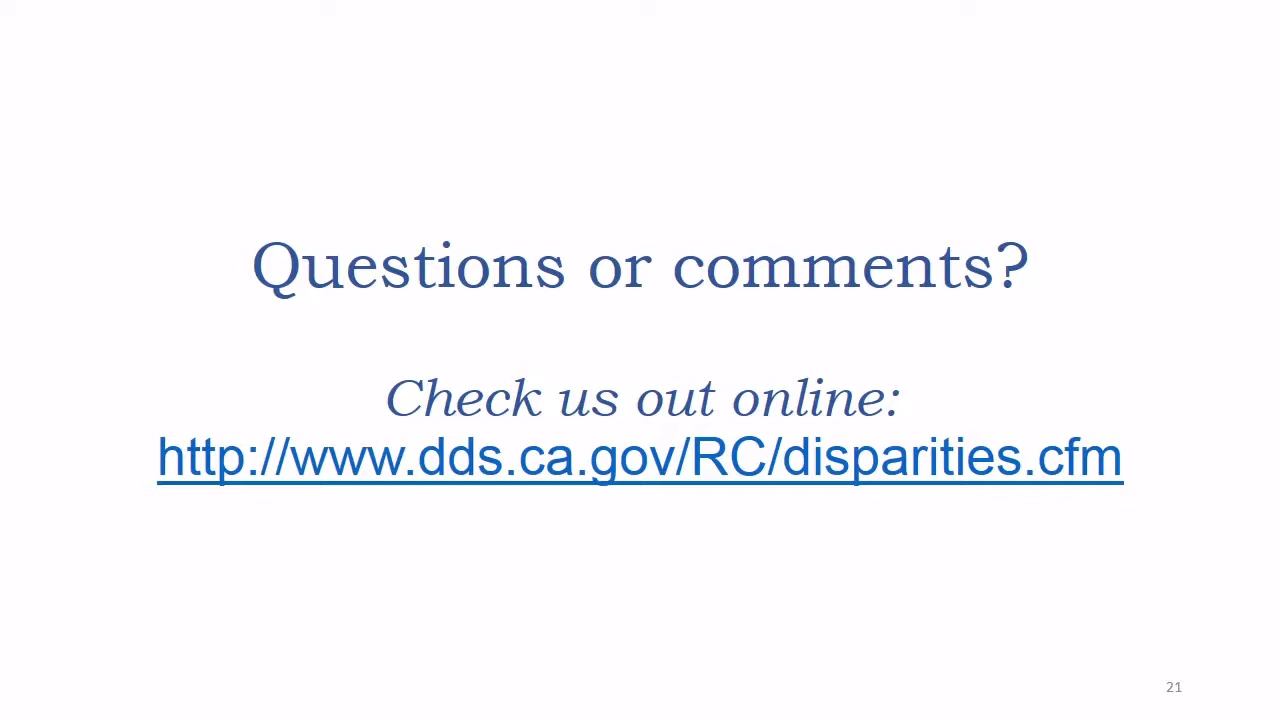 Questions or comments?
Check us out online:
http://www.dds.ca.gov/RC/disparities.cfm
21